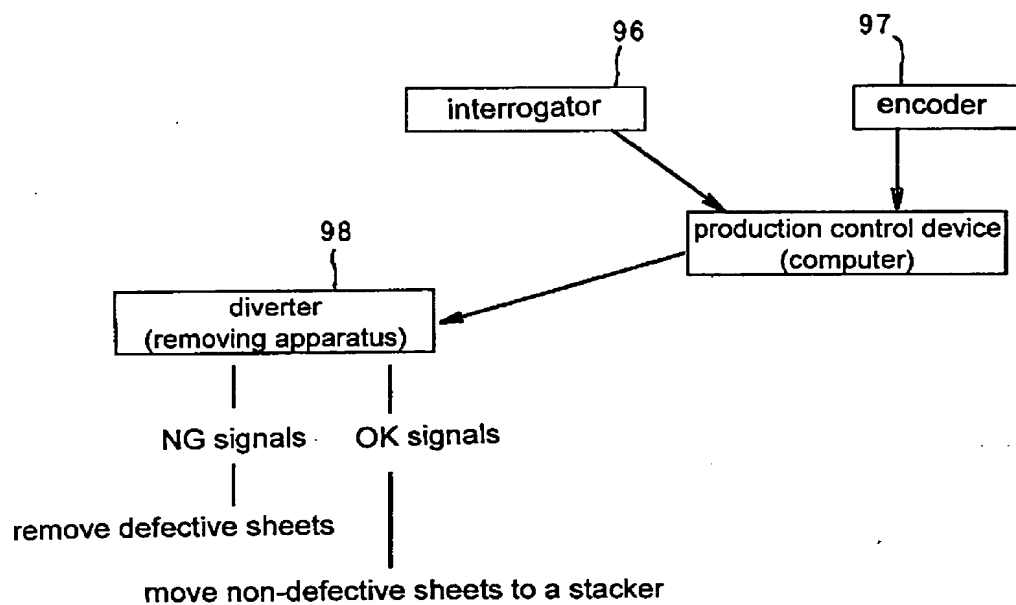 96
97
interrogator
encoder
production control device
(computer)
98
diverter
(removing apparatus)
NG signals
OK signals
remove defective sheets
move non-defective sheets to a stacker